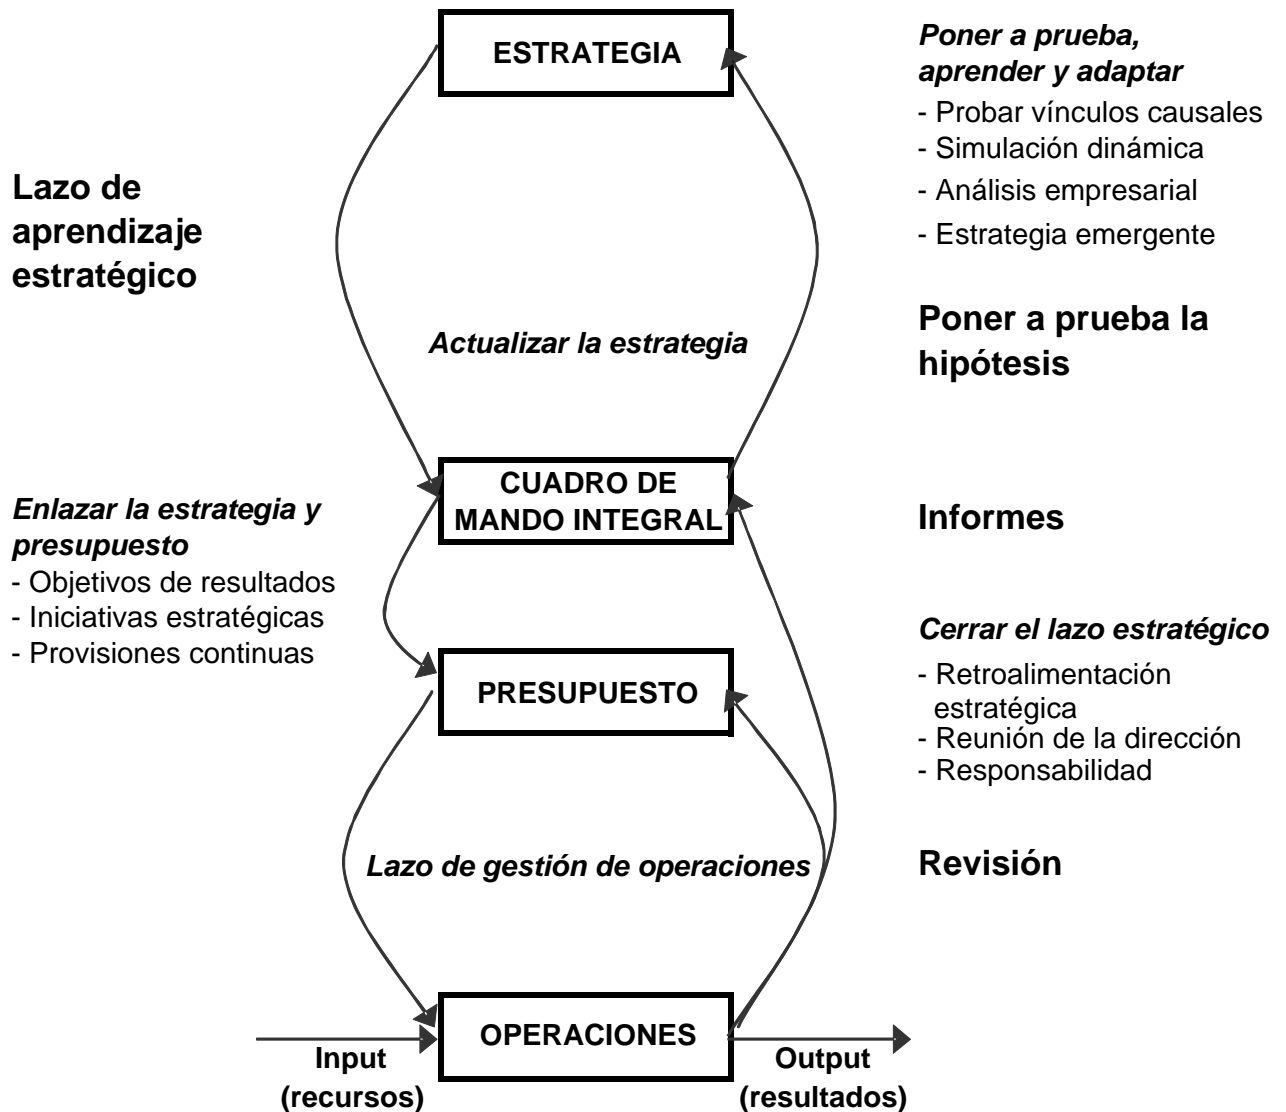 ESTRATEGIA
Poner a prueba,
aprender y adaptar
- Probar vínculos causales
- Simulación dinámica
- Análisis empresarial
- Estrategia emergente
Lazo de
aprendizaje
estratégico
Actualizar la estrategia
Poner a prueba la
hipótesis
CUADRO DE
MANDO INTEGRAL
Enlazar la estrategia y
presupuesto
- Objetivos de resultados
- Iniciativas estratégicas
- Provisiones continuas
Informes
Cerrar el lazo estratégico
- Retroalimentación
estratégica
- Reunión de la dirección
- Responsabilidad
PRESUPUESTO
Lazo de gestión de operaciones
Revisión
OPERACIONES
Input
(recursos)
Output
(resultados)